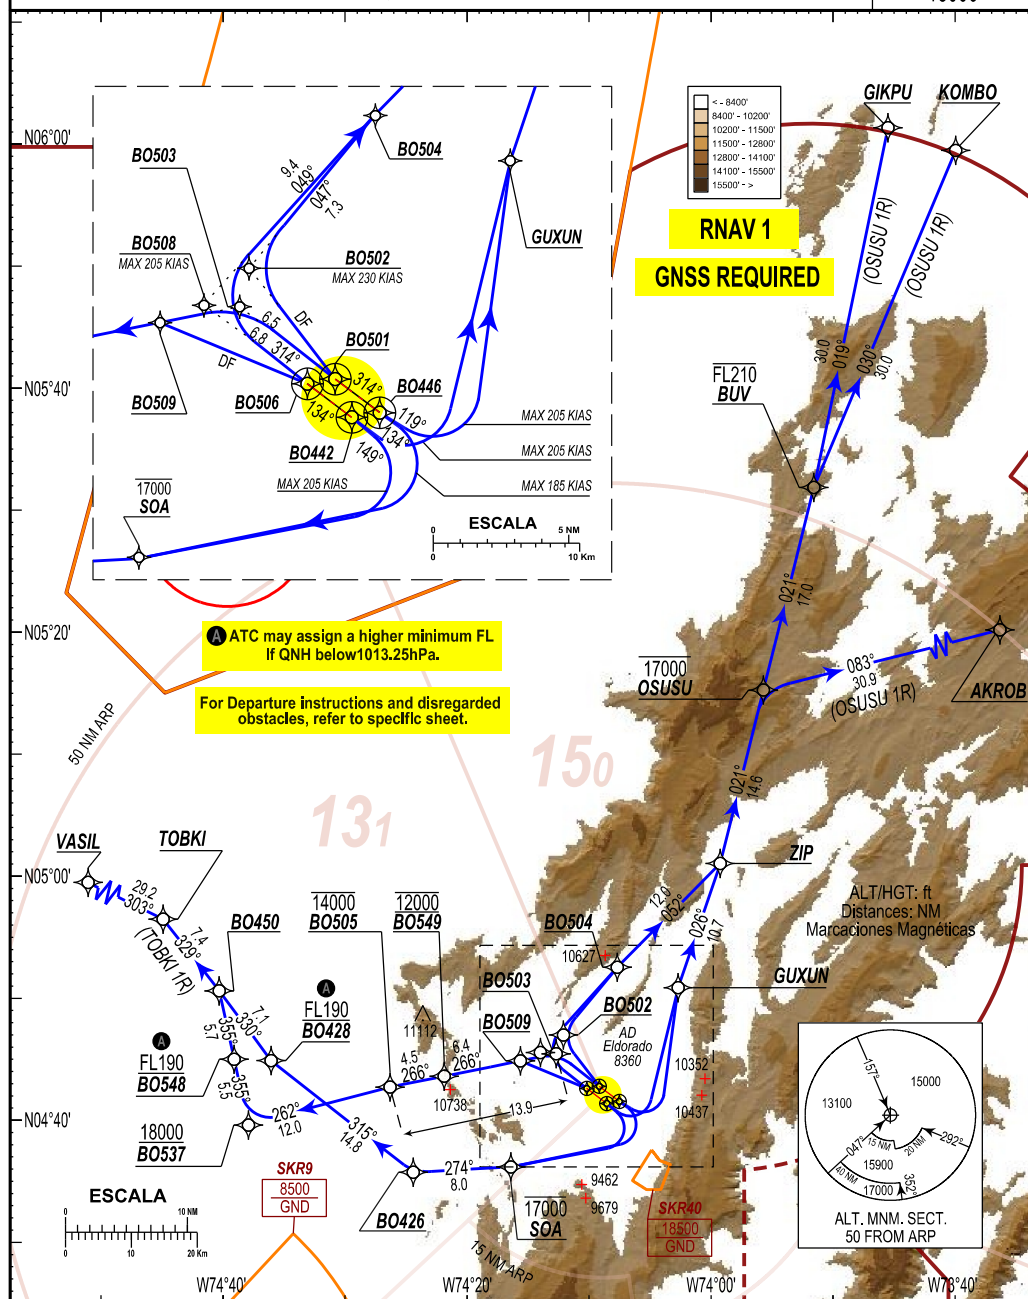 GIKPU
KOMBO
< - 8400'
8400' - 10200'
10200' - 11500'
11500' - 12800'
12800' - 14100'
14100' - 15500'
15500' - >
RNAV 1
GNSS REQUIRED
N06°00'
N05°40'
N05°20'
N05°00'
N04°40'
BO503
BO504
9.4
049°
047°
7.3
BO508
MAX 205 KIAS
BO502
MAX 230 KIAS
GUXUN
6.5
6.8
314°
DF
DF
BO501
BO509
BO506
314°
BO446
134°
119°
134°
BO442
149°
MAX 205 KIAS
MAX 205 KIAS
MAX 185 KIAS
MAX 205 KIAS
17000
SOA
ESCALA
0
5 NM
0
10 Km
(OSUSU 1R)
(OSUSU 1R)
30.0
019°
030°
30.0
FL210
BUV
021°
17.0
17000
OSUSU
083°
30.9
(OSUSU 1R)
AKROB
A ATC may assign a higher minimum FL
If QNH below1013.25hPa.
For Departure instructions and disregarded
obstacles, refer to specific sheet.
50 NM ARP
150
131
021°
14.6
ZIP
VASIL
TOBKI
29.2
303°
(TOBKI 1R)
7.4
329°
BO450
14000
BO505
12000
BO549
BO504
12.0
052°
026°
10.7
ALT/HGT: ft
Distances: NM
Marcaciones Magnéticas
10627
BO503
GUXUN
A
FL190
BO428
BO502
BO509
11112
AD
Eldorado
8360
A
FL190
BO548
5.7
355°
7.1
330°
4.5
266°
6.4
266°
10738
10352
10437
355°
5.5
262°
12.0
13.9
18000
BO537
315°
14.8
274°
8.0
BO426
17000
SOA
9462
9679
SKR9
8500
GND
SKR40
18500
GND
15 NM ARP
ESCALA
0
10 NM
0
10
20 Km
157°
15000
13100
047°
15 NM
20 NM
292°
40 NM
15900
17000
352°
ALT. MNM. SECT.
50 FROM ARP
W74°40'
W74°20'
W74°00'
W73°40'